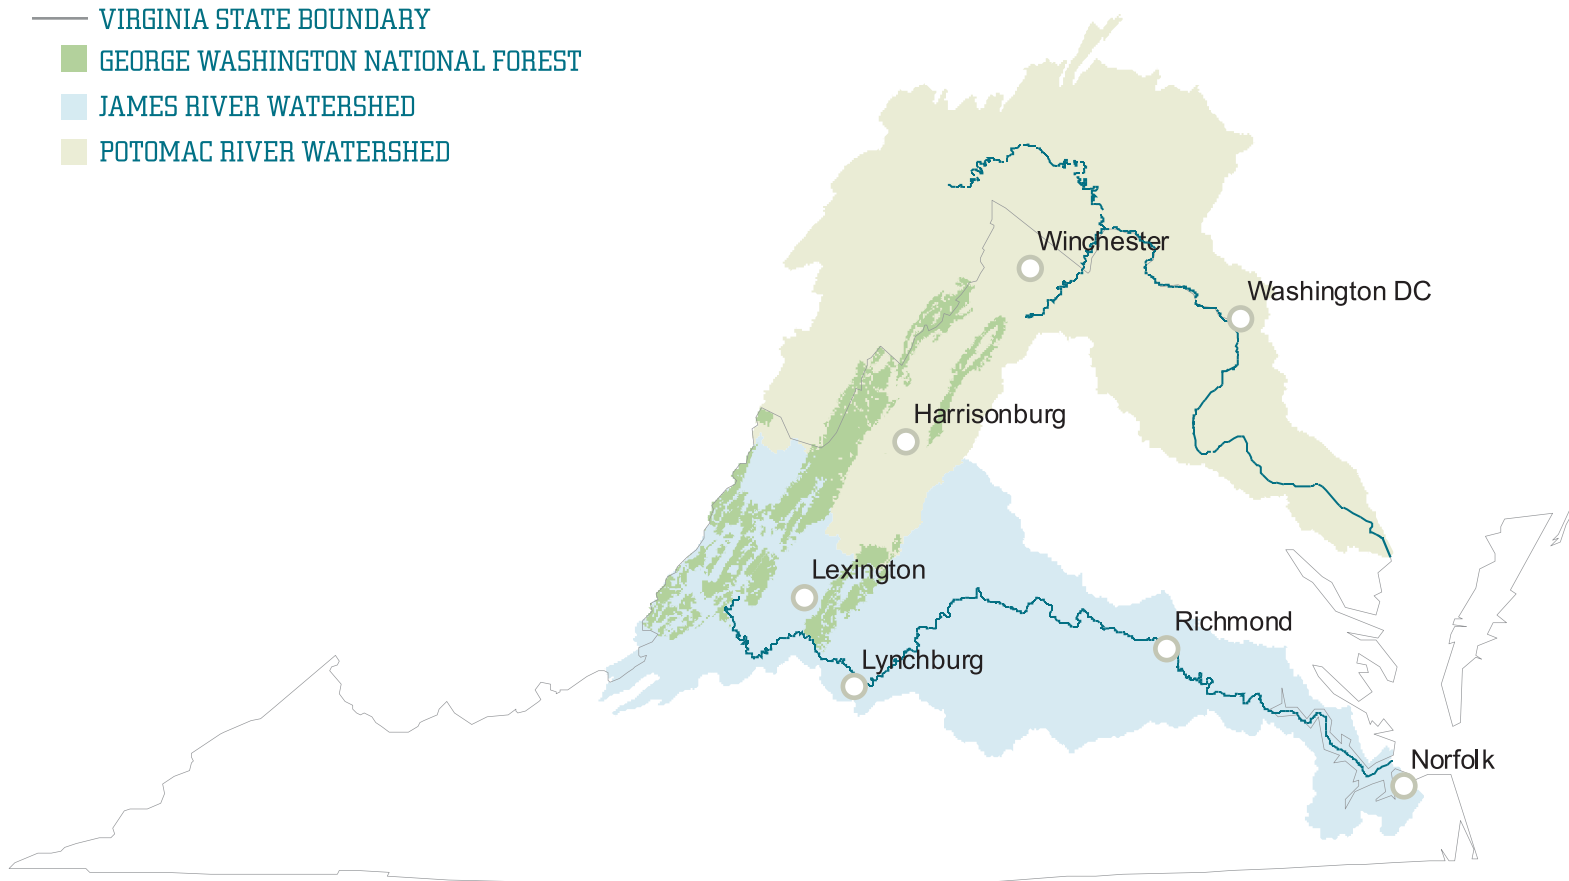 VIRGINIA STATE BOUNDARY
GEORGE WASHINGTON NATIONAL FOREST
JAMES RIVER WATERSHED
POTOMAC RIVER WATERSHED
Winchester
Washington DC
Harrisonburg
Lexington
Richmond
Lynchburg
Norfolk